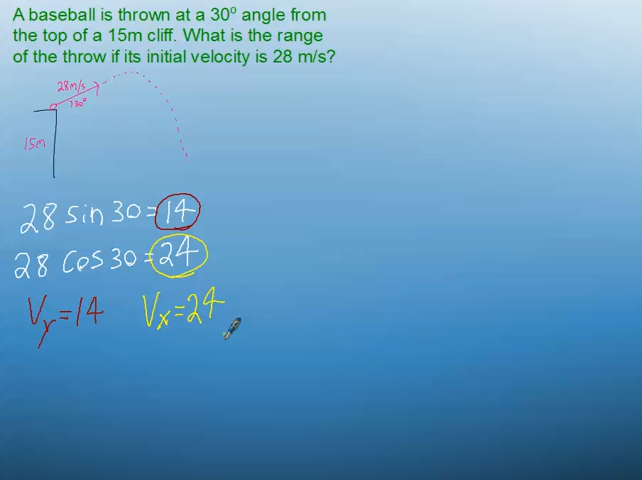 A baseball is thrown at a 30º angle from
the top of a 15m cliff. What is the range
of the throw if its initial velocity is 28 m/s?
28m/s
30°
15m
28 sin 30 = 14
28 cos 30 = 24
Vy = 14 Vx = 24